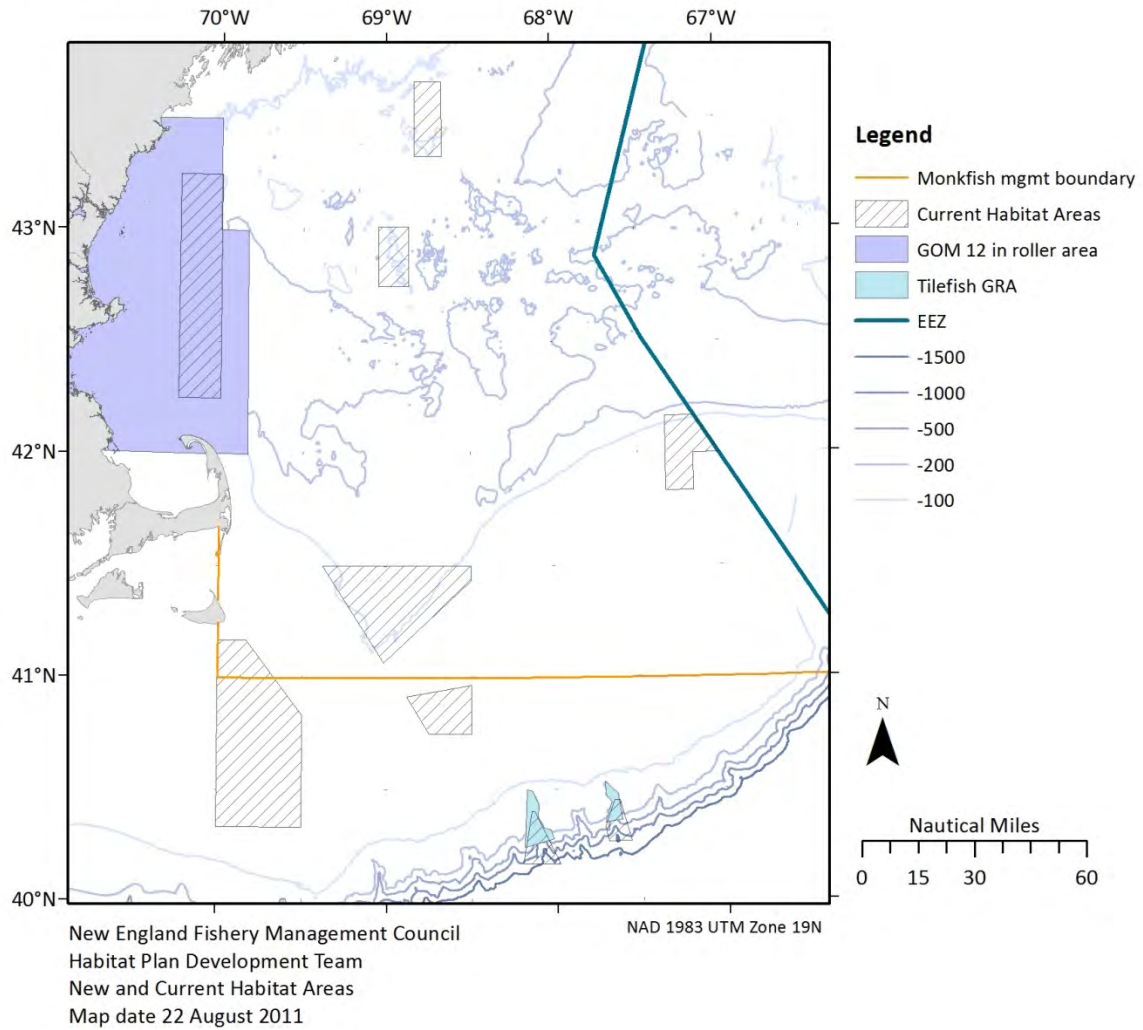 70°W 69°W 68°W 67°W
43°N
42°N
41°N
40°N
Legend
Monkfish mgmt boundary
Current Habitat Areas
GOM 12 in roller area
Tilefish GRA
EEZ
-1500
-1000
-500
-200
-100
N
Nautical Miles
0 15 30 60
NAD 1983 UTM Zone 19N
New England Fishery Management Council
Habitat Plan Development Team
New and Current Habitat Areas
Map date 22 August 2011